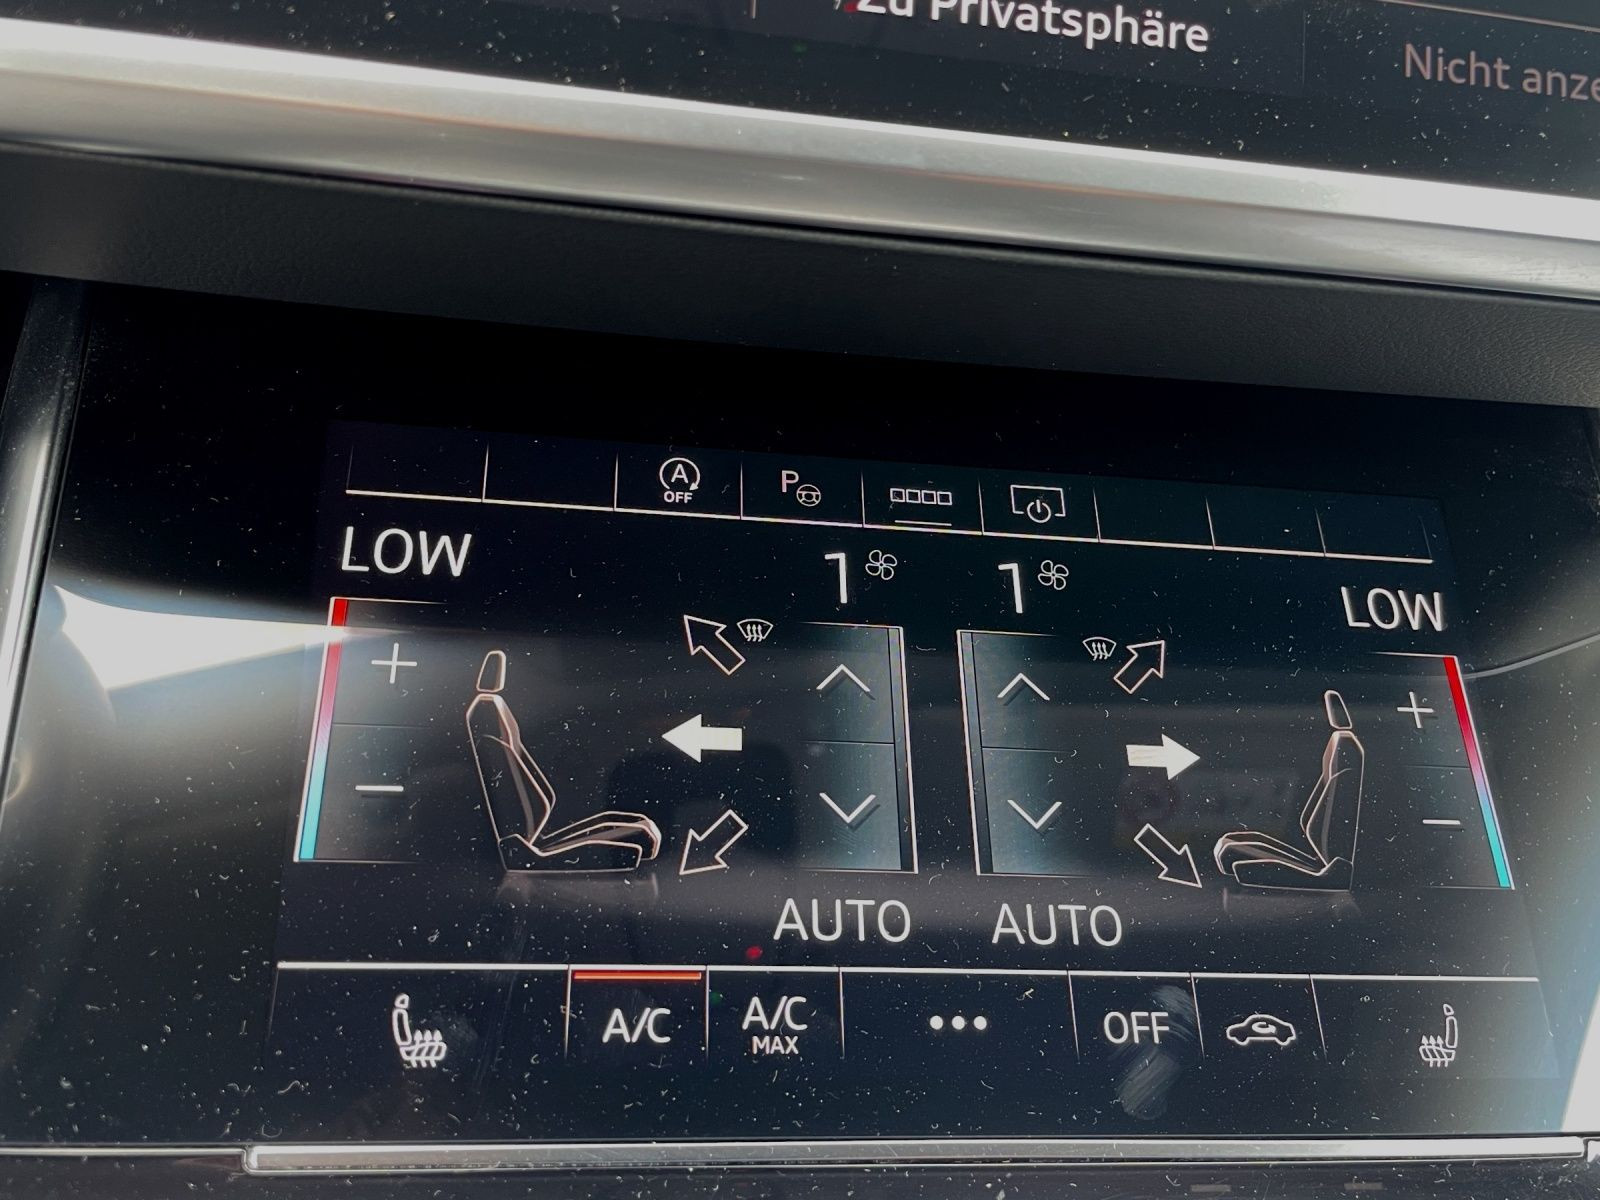 Zu Privatsphäre
Nicht anze
A
OFF
P
LOW
1
1
LOW
AUTO
AUTO
A/C
A/C
MAX
OFF